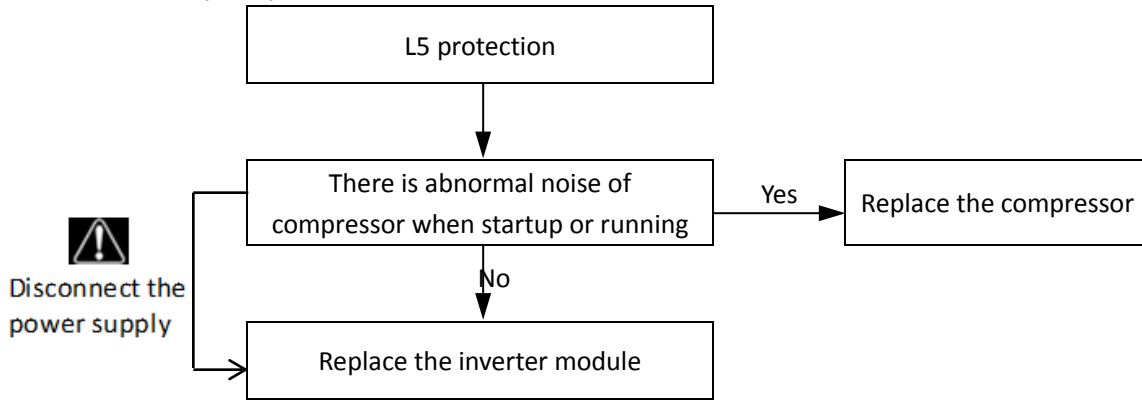 L5 protection
There is abnormal noise of
compressor when startup or running
Yes
Replace the compressor
No
Disconnect the
power supply
Replace the inverter module